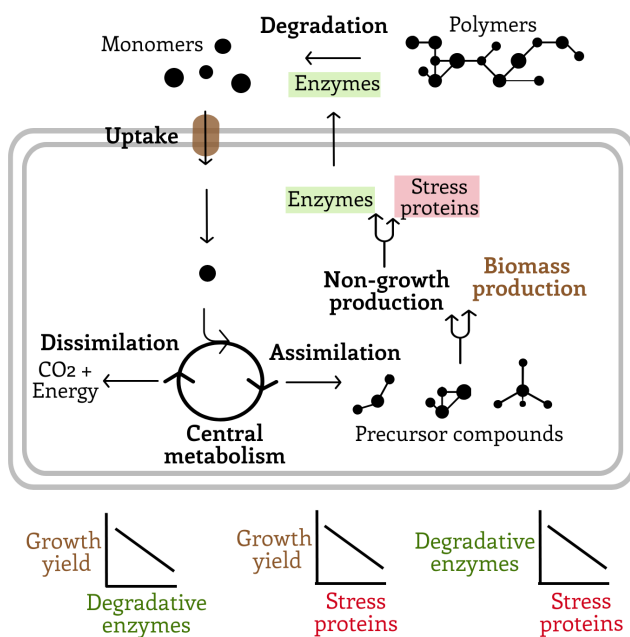 Degradation
Polymers
Monomers
Enzymes
Uptake
Enzymes
Stress
proteins
Non-growth
production
Biomass
production
Dissimilation
CO2 +
Energy
Assimilation
Central
metabolism
Precursor compounds
Growth
yield
Degradative
enzymes
Growth
yield
Stress
proteins
Degradative
enzymes
Stress
proteins